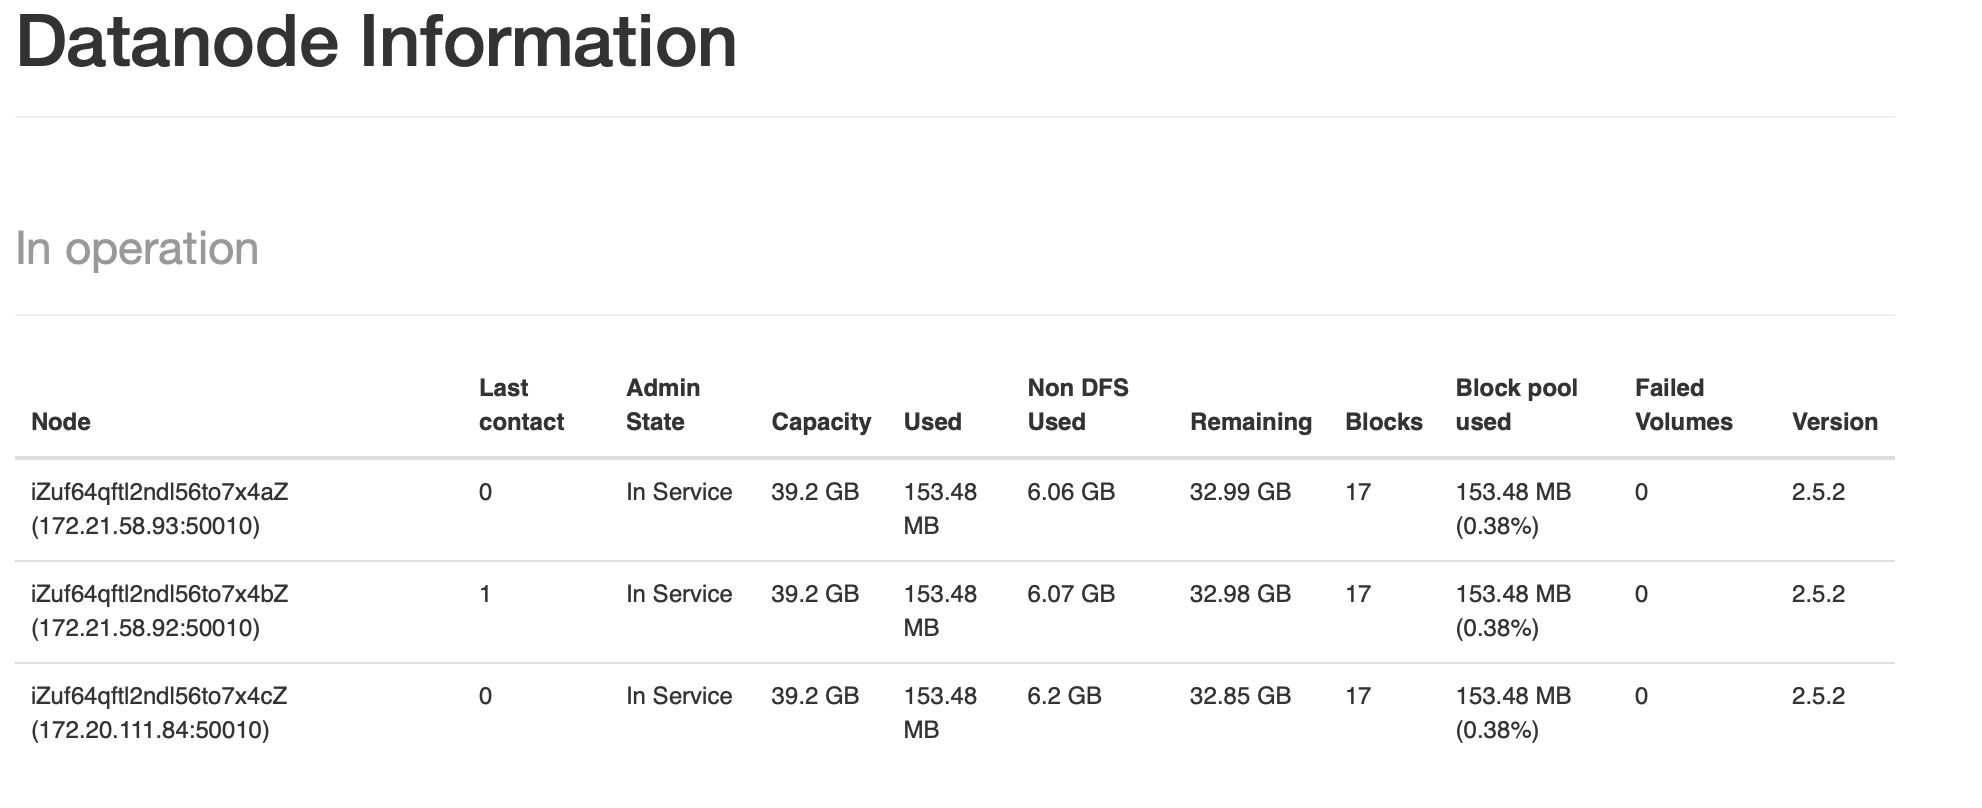 Datanode Information
In operation
Last Admin Non DFS Block pool Failed
Node contact State Capacity Used Used Remaining Blocks used Volumes Version
iZuf64qftl2ndl56to7x4aZ 0 In Service 39.2 GB 153.48 6.06 GB 32.99 GB 17 153.48 MB 0 2.5.2
(172.21.58.93:50010) MB (0.38%)
iZuf64qftl2ndl56to7x4bZ 1 In Service 39.2 GB 153.48 6.07 GB 32.98 GB 17 153.48 MB 0 2.5.2
(172.21.58.92:50010) MB (0.38%)
iZuf64qftl2ndl56to7x4cZ 0 In Service 39.2 GB 153.48 6.2 GB 32.85 GB 17 153.48 MB 0 2.5.2
(172.20.111.84:50010) MB (0.38%)